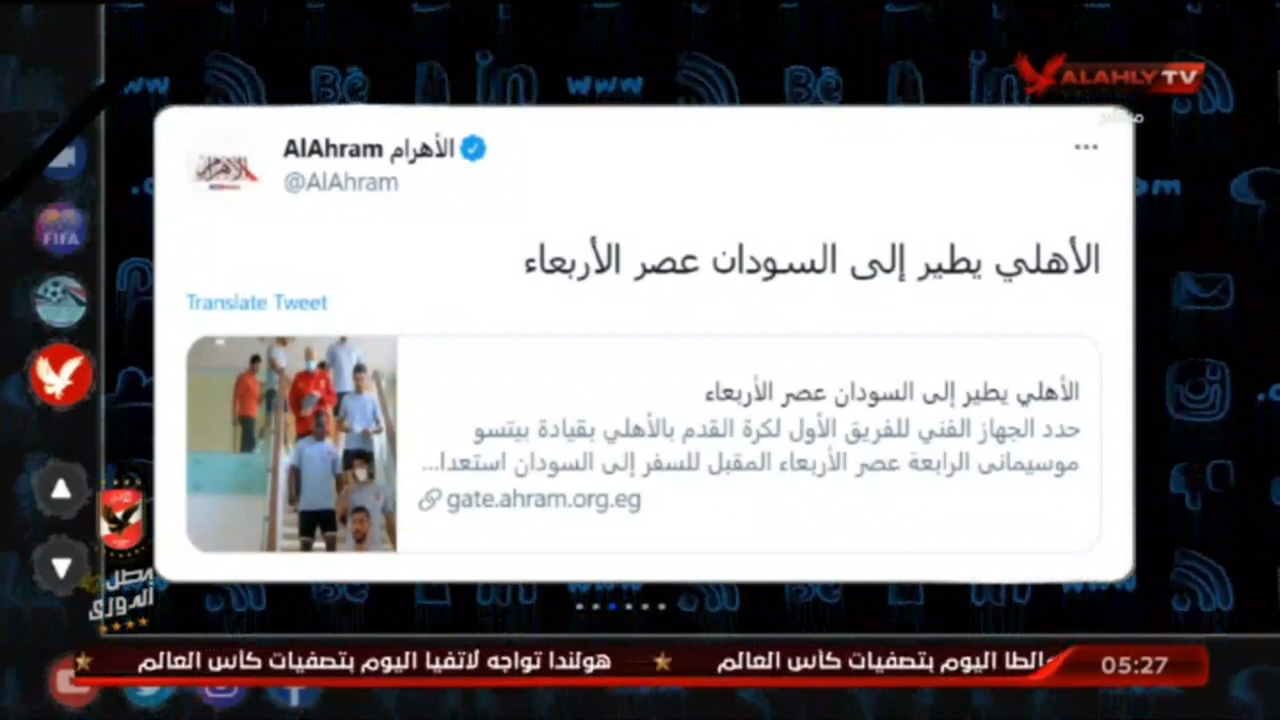 ALAHLY TV
مباشر
AlAhram الأهرام
@AlAhram
الأهلي يطير إلى السودان عصر الأربعاء
Translate Tweet
الأهلي يطير إلى السودان عصر الأربعاء
حدد الجهاز الفني للفريق الأول لكرة القدم بالأهلي بقيادة بيتسو
موسيمانى الرابعة عصر الأربعاء المقبل للسفر إلى السودان استعدا...
gate.ahram.org.eg
FIFA
بطل
الدوري
اليوم بتصفيات كأس العالم ★ هولندا تواجه لاتفيا اليوم بتصفيات كأس العالم
05:27